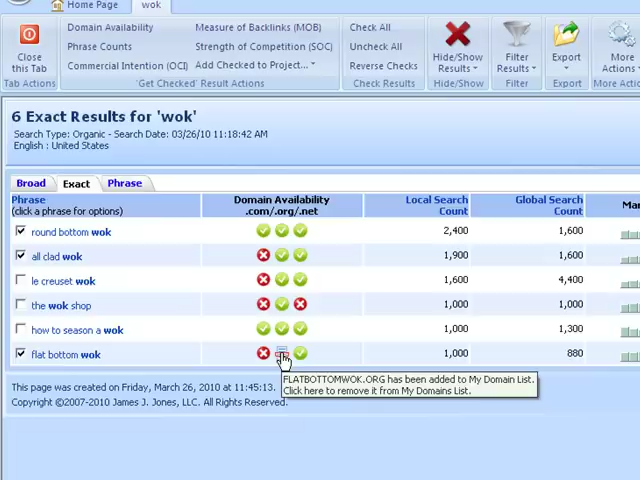 Home Page
wok
Close
this Tab
Tab Actions
Domain Availability
Phrase Counts
Commercial Intention (OCI)
Measure of Backlinks (MOB)
Strength of Competition (SOC)
Add Checked to Project...
'Get Checked' Result Actions
Check All
Uncheck All
Reverse Checks
Check Results
Hide/Show
Results
Hide/Show
Filter
Results
Filter
Export
Export
More
Actions
More Acti
6 Exact Results for 'wok'
Search Type: Organic - Search Date: 03/26/10 11:18:42 AM
English : United States
Broad
Exact
Phrase
Phrase
(click a phrase for options)
Domain Availability
.com/.org/.net
Local Search
Count
Global Search
Count
Mar
round bottom wok 2,400 1,600
all clad wok 1,900 1,600
le creuset wok 1,600 4,400
the wok shop 1,000 1,000
how to season a wok 1,000 1,300
flat bottom wok 1,000 880
FLATBOTTOMWOK.ORG has been added to My Domain List.
Click here to remove it from My Domains List.
This page was created on Friday, March 26, 2010 at 11:45:13.
Copyright ©2007-2010 James J. Jones, LLC. All Rights Reserved.